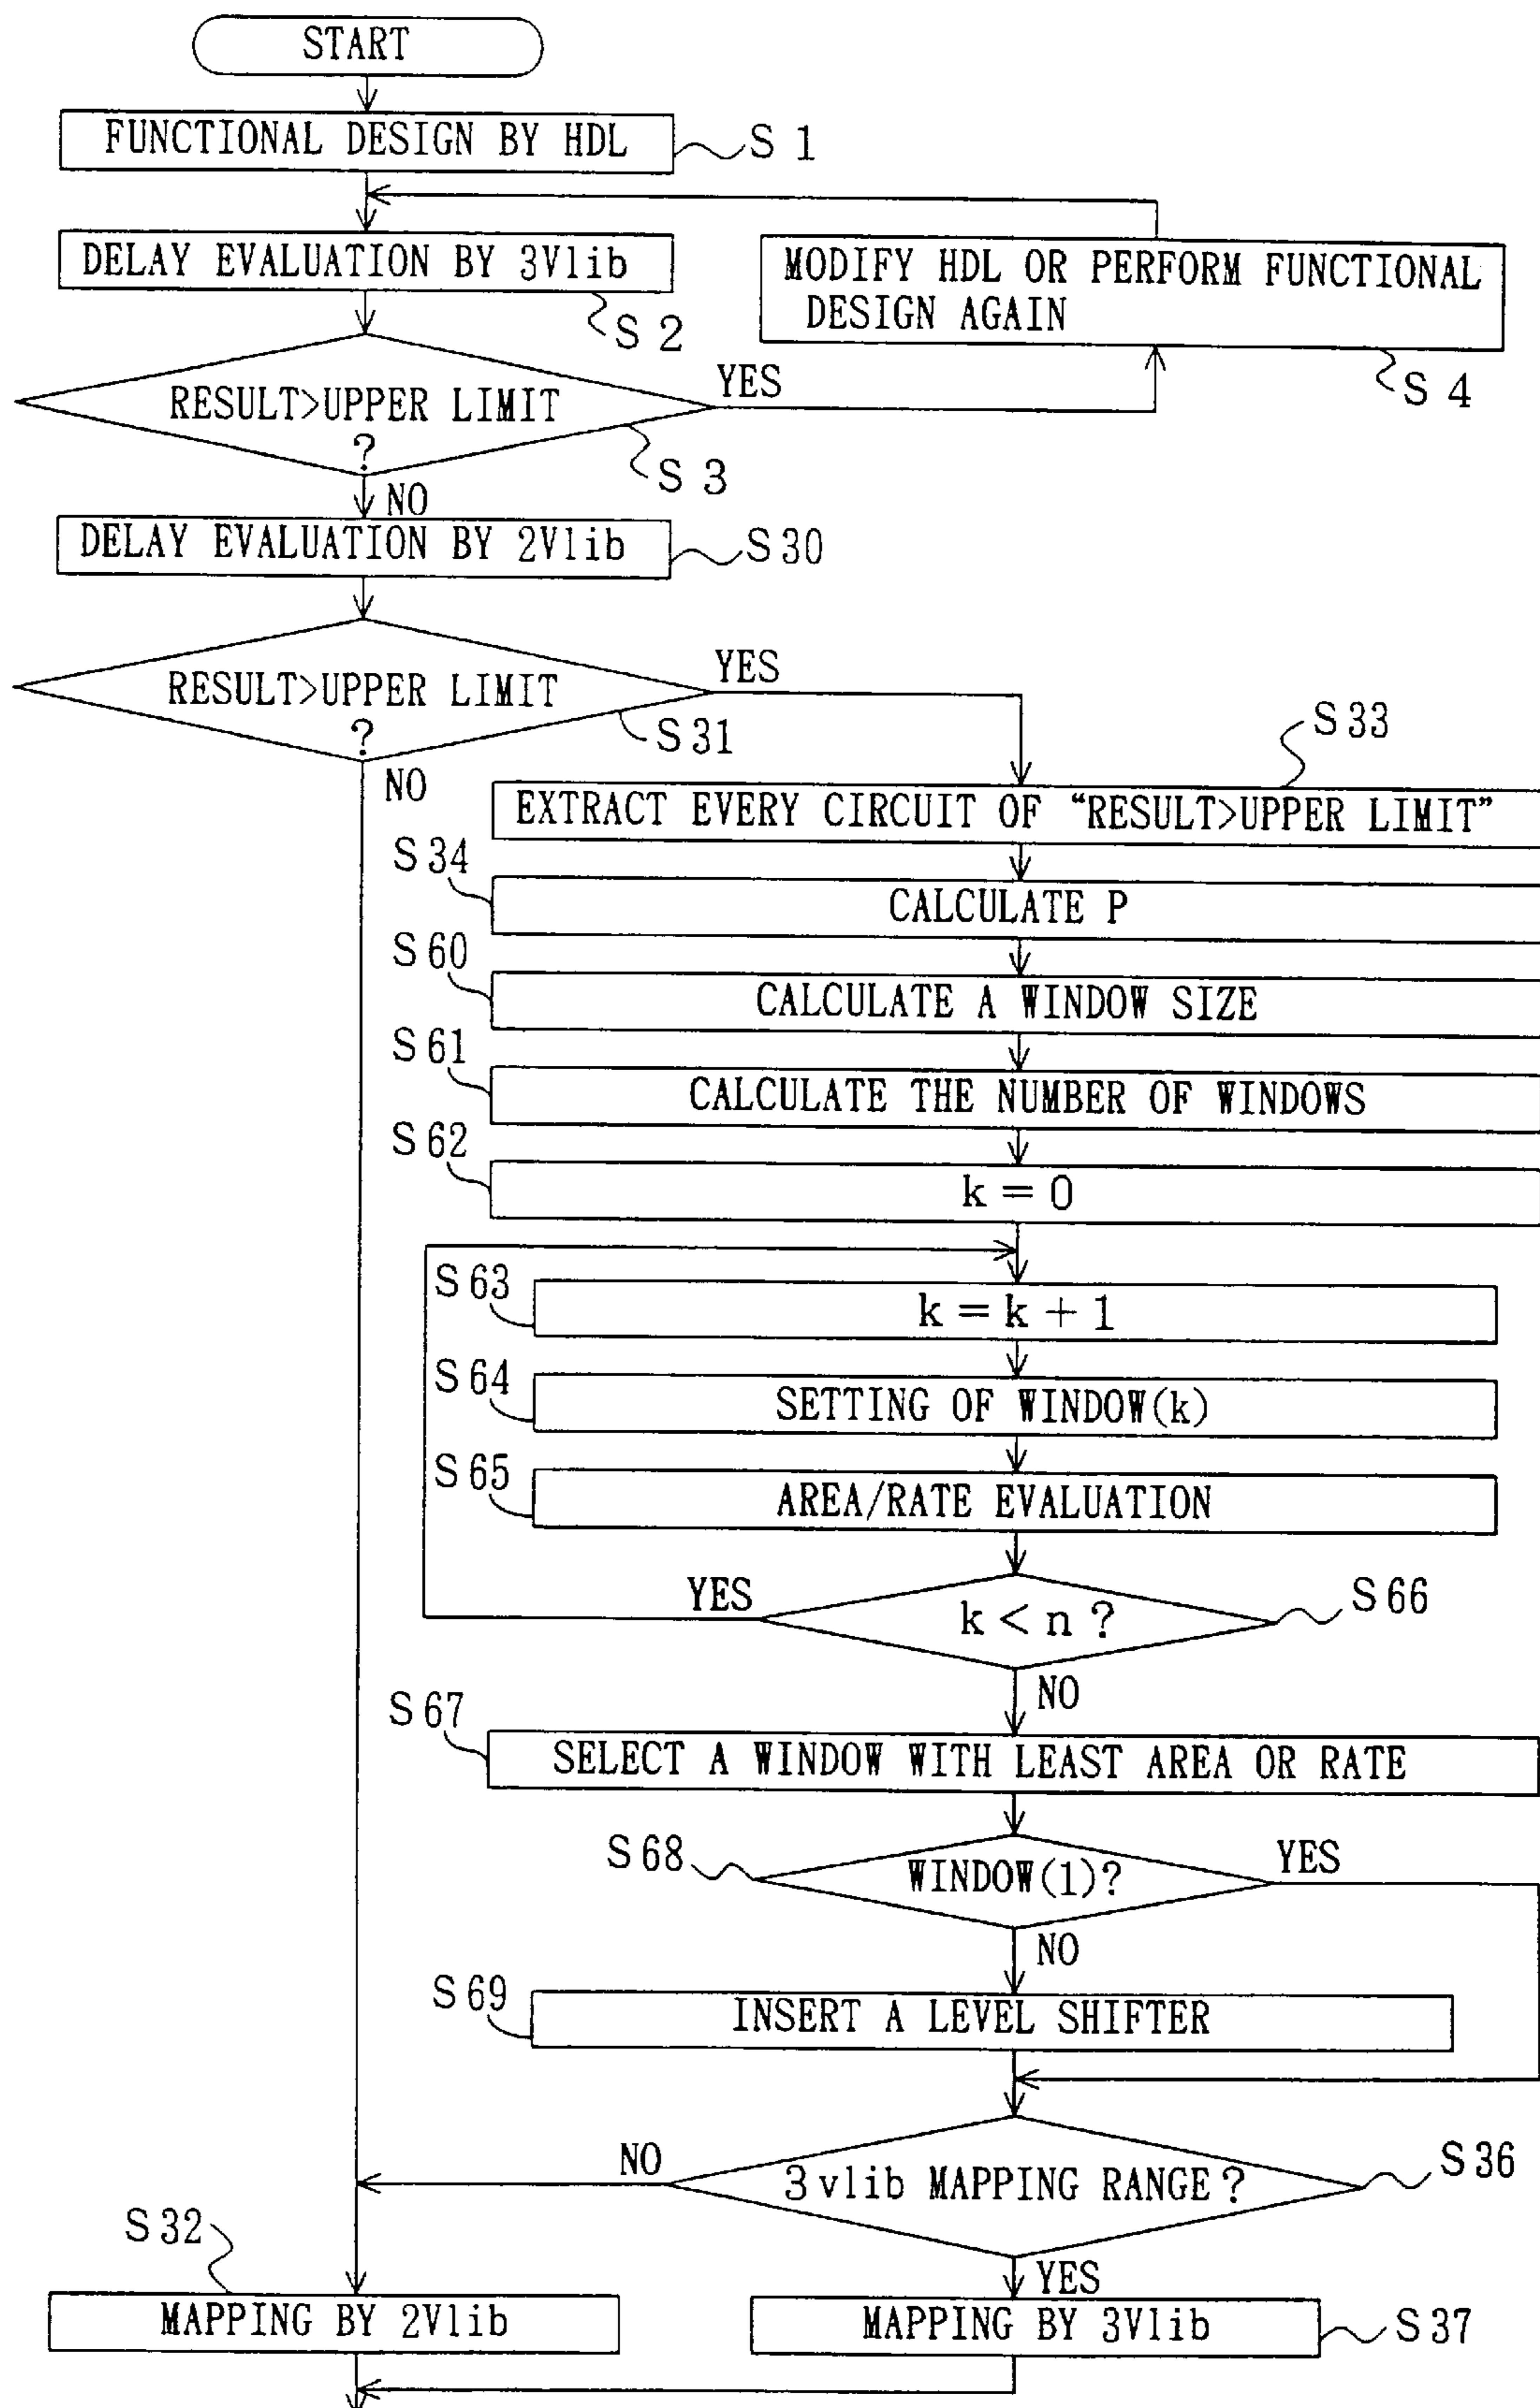 START
FUNCTIONAL DESIGN BY HDL
S 1
DELAY EVALUATION BY 3Vlib
S 2
MODIFY HDL OR PERFORM FUNCTIONAL
DESIGN AGAIN
S 4
RESULT>UPPER LIMIT
?
YES
S 3
NO
DELAY EVALUATION BY 2Vlib
S 30
RESULT>UPPER LIMIT
?
YES
S 31
NO
S 33
EXTRACT EVERY CIRCUIT OF “RESULT>UPPER LIMIT”
S 34
CALCULATE P
S 60
CALCULATE A WINDOW SIZE
S 61
CALCULATE THE NUMBER OF WINDOWS
S 62
k = 0
S 63
k = k + 1
S 64
SETTING OF WINDOW(k)
S 65
AREA/RATE EVALUATION
YES
k < n ?
S 66
NO
S 67
SELECT A WINDOW WITH LEAST AREA OR RATE
S 68
WINDOW(1)?
YES
NO
S 69
INSERT A LEVEL SHIFTER
NO
3 vlib MAPPING RANGE ?
S 36
S 32
YES
MAPPING BY 2Vlib
MAPPING BY 3Vlib
S 37